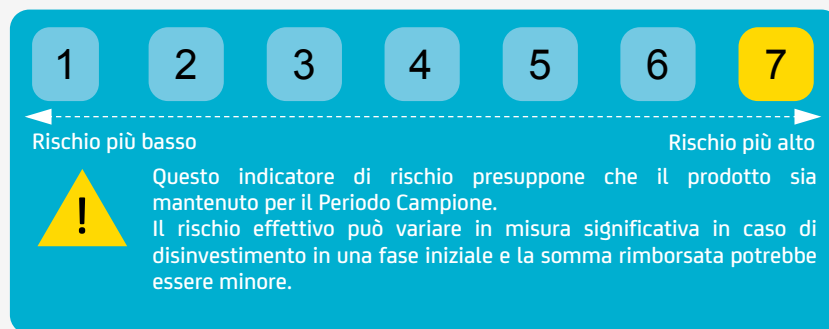 1 2 3 4 5 6 7
Rischio più basso Rischio più alto
!
Questo indicatore di rischio presuppone che il prodotto sia
mantenuto per il Periodo Campione.
Il rischio effettivo può variare in misura significativa in caso di
disinvestimento in una fase iniziale e la somma rimborsata potrebbe
essere minore.